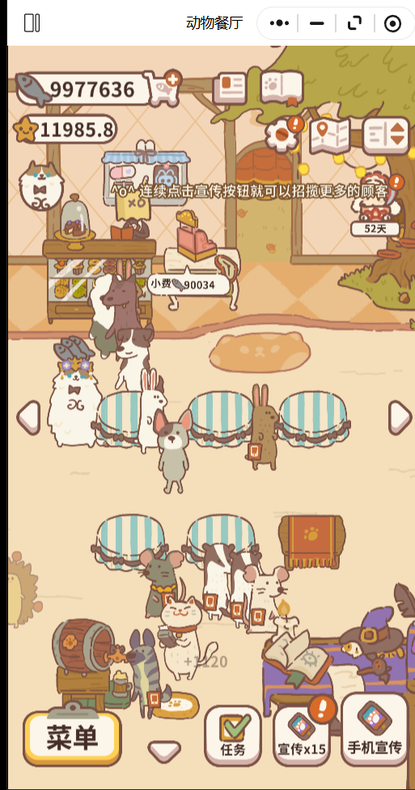 动物餐厅
9977636
11985.8
连续点击宣传按钮就可以招揽更多的顾客
52天
小费 90034
+1120
菜单
任务
宣传x15
手机宣传